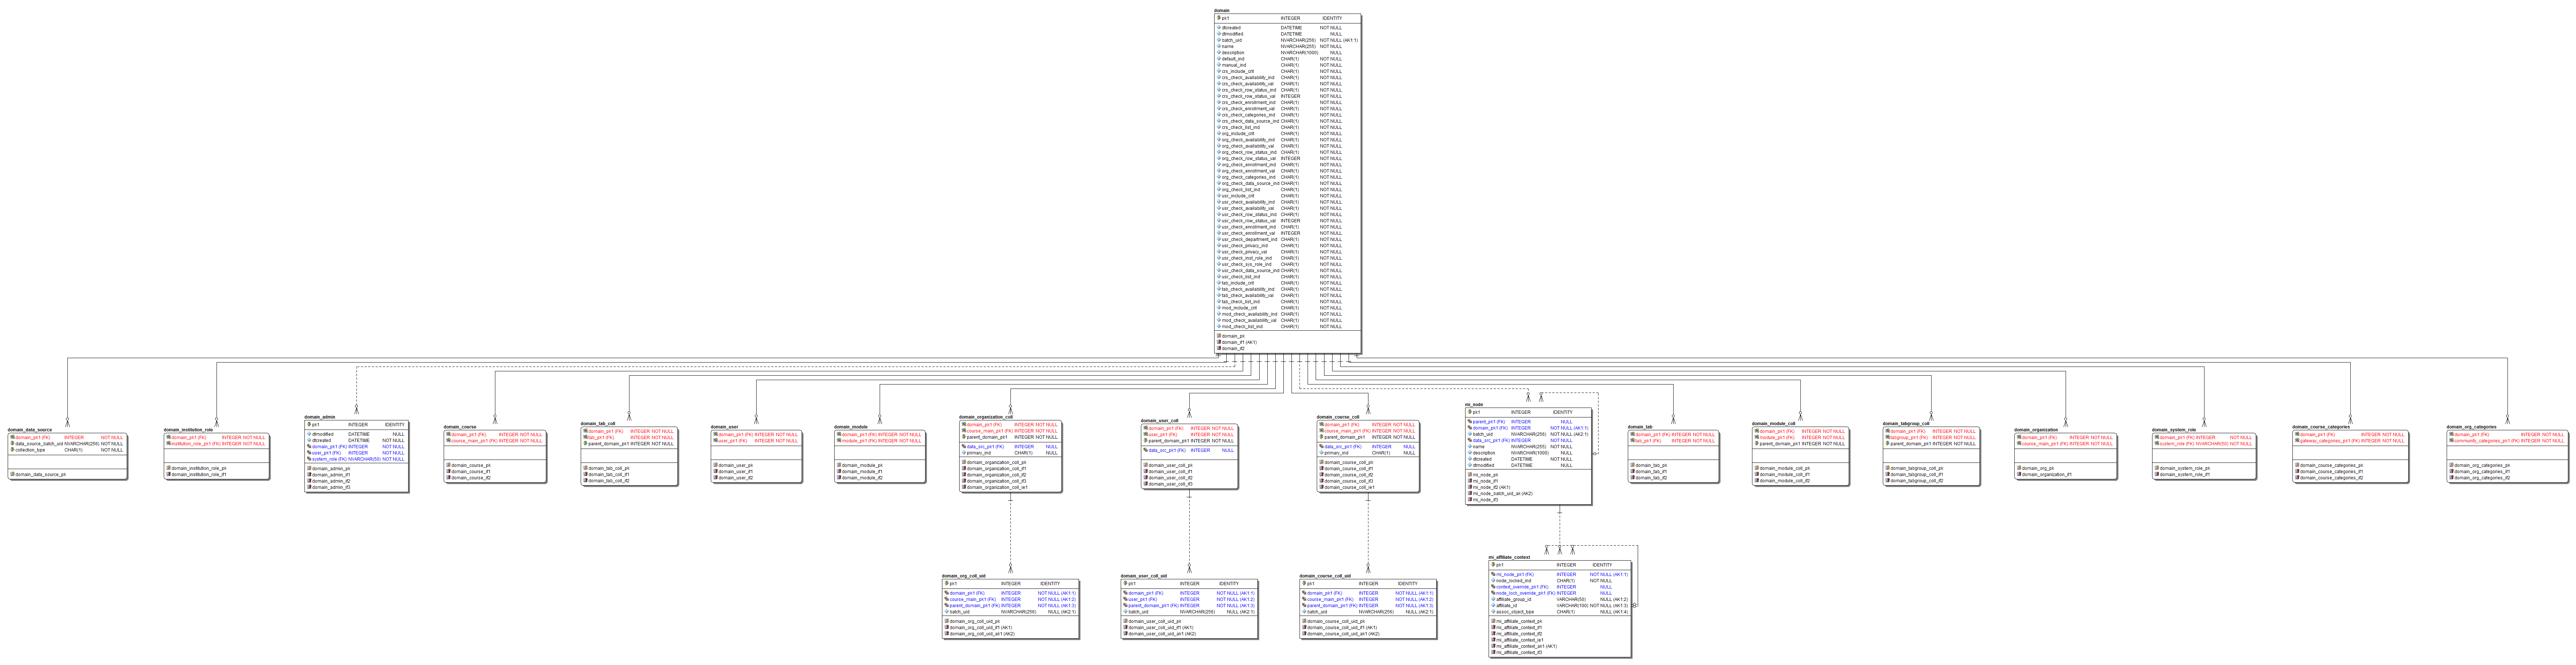 domain
pk1 INTEGER IDENTITY
dtcreated DATETIME NOT NULL
dtmodified DATETIME NULL
batch_uid NVARCHAR(256) NOT NULL (AK1:1)
name NVARCHAR(255) NOT NULL
description NVARCHAR(1000) NULL
default_ind CHAR(1) NOT NULL
manual_ind CHAR(1) NOT NULL
crs_include_crit CHAR(1) NOT NULL
crs_check_availability_ind CHAR(1) NOT NULL
crs_check_availability_val CHAR(1) NOT NULL
crs_check_row_status_ind CHAR(1) NOT NULL
crs_check_row_status_val INTEGER NOT NULL
crs_check_enrollment_ind CHAR(1) NOT NULL
crs_check_enrollment_val CHAR(1) NOT NULL
crs_check_categories_ind CHAR(1) NOT NULL
crs_check_data_source_ind CHAR(1) NOT NULL
crs_check_list_ind CHAR(1) NOT NULL
org_include_crit CHAR(1) NOT NULL
org_check_availability_ind CHAR(1) NOT NULL
org_check_availability_val CHAR(1) NOT NULL
org_check_row_status_ind CHAR(1) NOT NULL
org_check_row_status_val INTEGER NOT NULL
org_check_enrollment_ind CHAR(1) NOT NULL
org_check_enrollment_val CHAR(1) NOT NULL
org_check_categories_ind CHAR(1) NOT NULL
org_check_data_source_ind CHAR(1) NOT NULL
org_check_list_ind CHAR(1) NOT NULL
usr_include_crit CHAR(1) NOT NULL
usr_check_availability_ind CHAR(1) NOT NULL
usr_check_availability_val CHAR(1) NOT NULL
usr_check_row_status_ind CHAR(1) NOT NULL
usr_check_row_status_val INTEGER NOT NULL
usr_check_enrollment_ind CHAR(1) NOT NULL
usr_check_enrollment_val INTEGER NOT NULL
usr_check_department_ind CHAR(1) NOT NULL
usr_check_privacy_ind CHAR(1) NOT NULL
usr_check_privacy_val CHAR(1) NOT NULL
usr_check_inst_role_ind CHAR(1) NOT NULL
usr_check_sys_role_ind CHAR(1) NOT NULL
usr_check_data_source_ind CHAR(1) NOT NULL
usr_check_list_ind CHAR(1) NOT NULL
tab_include_crit CHAR(1) NOT NULL
tab_check_availability_ind CHAR(1) NOT NULL
tab_check_availability_val CHAR(1) NOT NULL
tab_check_list_ind CHAR(1) NOT NULL
mod_include_crit CHAR(1) NOT NULL
mod_check_availability_ind CHAR(1) NOT NULL
mod_check_availability_val CHAR(1) NOT NULL
mod_check_list_ind CHAR(1) NOT NULL
domain_pk
domain_if1 (AK1)
domain_if2
domain_data_source
domain_pk1 (FK) INTEGER NOT NULL
data_source_batch_uid NVARCHAR(256) NOT NULL
collection_type CHAR(1) NOT NULL
domain_data_source_pk
domain_institution_role
domain_pk1 (FK) INTEGER NOT NULL
institution_role_pk1 (FK) INTEGER NOT NULL
domain_institution_role_pk
domain_institution_role_if1
domain_admin
pk1 INTEGER IDENTITY
dtmodified DATETIME NULL
dtcreated DATETIME NOT NULL
domain_pk1 (FK) INTEGER NOT NULL
user_pk1 (FK) INTEGER NOT NULL
system_role (FK) NVARCHAR(50) NOT NULL
domain_admin_pk
domain_admin_if1
domain_admin_if2
domain_admin_if3
domain_course
domain_pk1 (FK) INTEGER NOT NULL
course_main_pk1 (FK) INTEGER NOT NULL
domain_course_pk
domain_course_if1
domain_course_if2
domain_tab_coll
domain_pk1 (FK) INTEGER NOT NULL
tab_pk1 (FK) INTEGER NOT NULL
parent_domain_pk1 INTEGER NOT NULL
domain_tab_coll_pk
domain_tab_coll_if1
domain_tab_coll_if2
domain_user
domain_pk1 (FK) INTEGER NOT NULL
user_pk1 (FK) INTEGER NOT NULL
domain_user_pk
domain_user_if1
domain_user_if2
domain_module
domain_pk1 (FK) INTEGER NOT NULL
module_pk1 (FK) INTEGER NOT NULL
domain_module_pk
domain_module_if1
domain_module_if2
domain_organization_coll
domain_pk1 (FK) INTEGER NOT NULL
course_main_pk1 (FK) INTEGER NOT NULL
parent_domain_pk1 INTEGER NOT NULL
data_src_pk1 (FK) INTEGER NULL
primary_ind CHAR(1) NULL
domain_organization_coll_pk
domain_organization_coll_if1
domain_organization_coll_if2
domain_organization_coll_if3
domain_organization_coll_ie1
domain_user_coll
domain_pk1 (FK) INTEGER NOT NULL
user_pk1 (FK) INTEGER NOT NULL
parent_domain_pk1 INTEGER NOT NULL
data_src_pk1 (FK) INTEGER NULL
domain_user_coll_pk
domain_user_coll_if1
domain_user_coll_if2
domain_user_coll_if3
domain_course_coll
domain_pk1 (FK) INTEGER NOT NULL
course_main_pk1 (FK) INTEGER NOT NULL
parent_domain_pk1 INTEGER NOT NULL
data_src_pk1 (FK) INTEGER NULL
primary_ind CHAR(1) NULL
domain_course_coll_pk
domain_course_coll_if1
domain_course_coll_if2
domain_course_coll_if3
domain_course_coll_ie1
mi_node
pk1 INTEGER IDENTITY
parent_pk1 (FK) INTEGER NULL
domain_pk1 (FK) INTEGER NOT NULL (AK1:1)
batch_uid NVARCHAR(256) NOT NULL (AK2:1)
data_src_pk1 (FK) INTEGER NOT NULL
name NVARCHAR(255) NOT NULL
description NVARCHAR(1000) NULL
dtcreated DATETIME NOT NULL
dtmodified DATETIME NULL
mi_node_pk
mi_node_if1
mi_node_if2 (AK1)
mi_node_batch_uid_ak (AK2)
mi_node_if3
domain_tab
domain_pk1 (FK) INTEGER NOT NULL
tab_pk1 (FK) INTEGER NOT NULL
domain_tab_pk
domain_tab_if1
domain_tab_if2
domain_module_coll
domain_pk1 (FK) INTEGER NOT NULL
module_pk1 (FK) INTEGER NOT NULL
parent_domain_pk1 INTEGER NOT NULL
domain_module_coll_pk
domain_module_coll_if1
domain_module_coll_if2
domain_tabgroup_coll
domain_pk1 (FK) INTEGER NOT NULL
tabgroup_pk1 (FK) INTEGER NOT NULL
parent_domain_pk1 INTEGER NOT NULL
domain_tabgroup_coll_pk
domain_tabgroup_coll_if1
domain_tabgroup_coll_if2
domain_organization
domain_pk1 (FK) INTEGER NOT NULL
course_main_pk1 (FK) INTEGER NOT NULL
domain_org_pk
domain_organization_if1
domain_system_role
domain_pk1 (FK) INTEGER NOT NULL
system_role_pk1 (FK) INTEGER NOT NULL
domain_system_role_pk
domain_system_role_if1
domain_course_categories
domain_pk1 (FK) INTEGER NOT NULL
gateway_categories_pk1 (FK) INTEGER NOT NULL
domain_course_categories_pk
domain_course_categories_if1
domain_course_categories_if2
domain_org_categories
domain_pk1 (FK) INTEGER NOT NULL
community_categories_pk1 (FK) INTEGER NOT NULL
domain_org_categories_pk
domain_org_categories_if1
domain_org_categories_if2
domain_org_coll_uid
pk1 INTEGER IDENTITY
domain_pk1 (FK) INTEGER NOT NULL (AK1:1)
course_main_pk1 (FK) INTEGER NOT NULL (AK1:2)
parent_domain_pk1 (FK) INTEGER NOT NULL (AK1:3)
batch_uid NVARCHAR(256) NULL (AK2:1)
domain_org_coll_uid_pk
domain_org_coll_uid_if1 (AK1)
domain_org_coll_uid_ak1 (AK2)
domain_user_coll_uid
pk1 INTEGER IDENTITY
domain_pk1 (FK) INTEGER NOT NULL (AK1:1)
user_pk1 (FK) INTEGER NOT NULL (AK1:2)
parent_domain_pk1 (FK) INTEGER NOT NULL (AK1:3)
batch_uid NVARCHAR(256) NULL (AK2:1)
domain_user_coll_uid_pk
domain_user_coll_uid_if1 (AK1)
domain_user_coll_uid_ak1 (AK2)
domain_course_coll_uid
pk1 INTEGER IDENTITY
domain_pk1 (FK) INTEGER NOT NULL (AK1:1)
course_main_pk1 (FK) INTEGER NOT NULL (AK1:2)
parent_domain_pk1 (FK) INTEGER NOT NULL (AK1:3)
batch_uid NVARCHAR(256) NULL (AK2:1)
domain_course_coll_uid_pk
domain_course_coll_uid_if1 (AK1)
domain_course_coll_uid_ak1 (AK2)
mi_affiliate_context
pk1 INTEGER IDENTITY
mi_node_pk1 (FK) INTEGER NOT NULL (AK1:1)
node_locked_ind CHAR(1) NOT NULL
context_override_pk1 (FK) INTEGER NULL
node_lock_override_pk1 (FK) INTEGER NULL
affiliate_group_id VARCHAR(50) NULL (AK1:2)
affiliate_id VARCHAR(100) NOT NULL (AK1:3)
assoc_object_type CHAR(1) NULL (AK1:4)
mi_affiliate_context_pk
mi_affiliate_context_if1
mi_affiliate_context_if2
mi_affiliate_context_ie1
mi_affiliate_context_ak1 (AK1)
mi_affiliate_context_if3